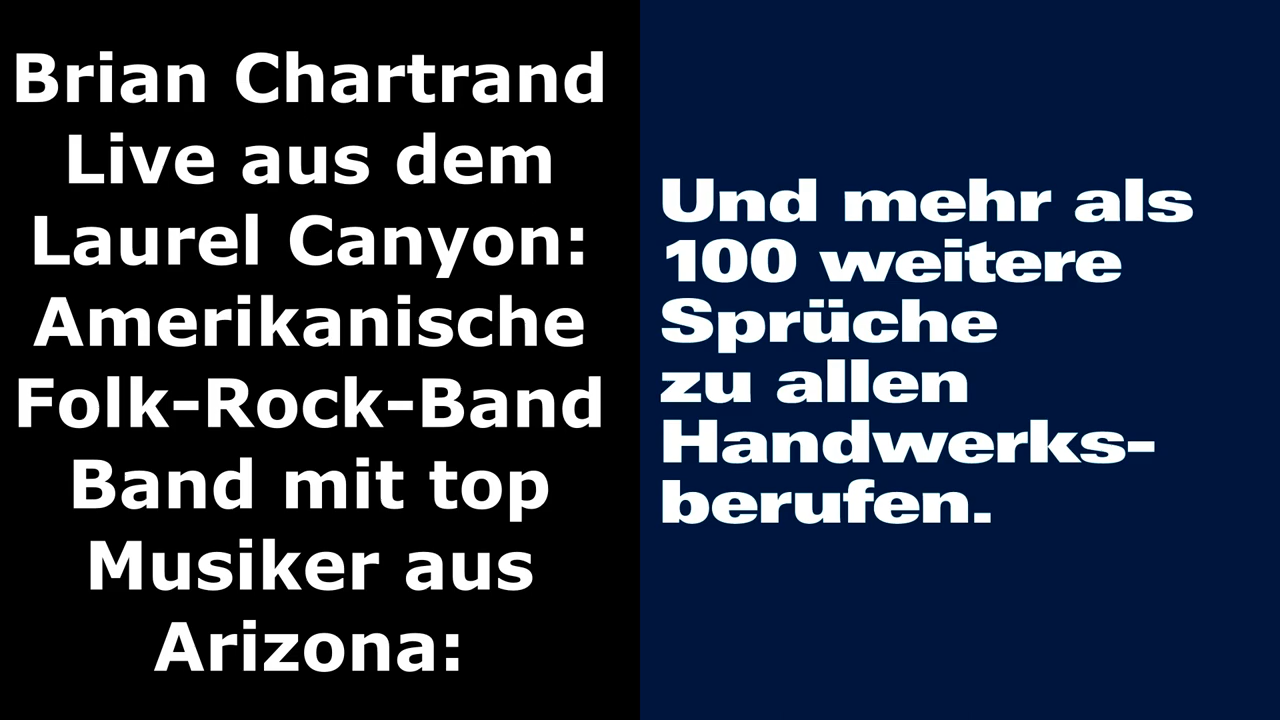 Brian Chartrand
Live aus dem
Laurel Canyon:
Amerikanische
Folk-Rock-Band
Band mit top
Musiker aus
Arizona:
Und mehr als
100 weitere
Sprüche
zu allen
Handwerks-
berufen.